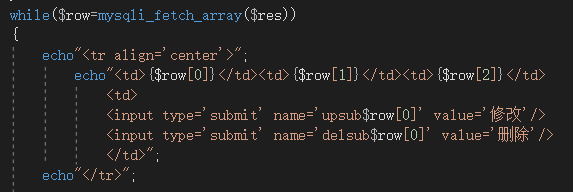 while($row=mysqli_fetch_array($res))
{
echo"<tr align='center'>";
echo"<td>{$row[0]}</td><td>{$row[1]}</td><td>{$row[2]}</td>
<td>
<input type='submit' name='upsub$row[0]' value='修改'/>
<input type='submit' name='delsub$row[0]' value='删除'/>
</td>";
echo"</tr>";